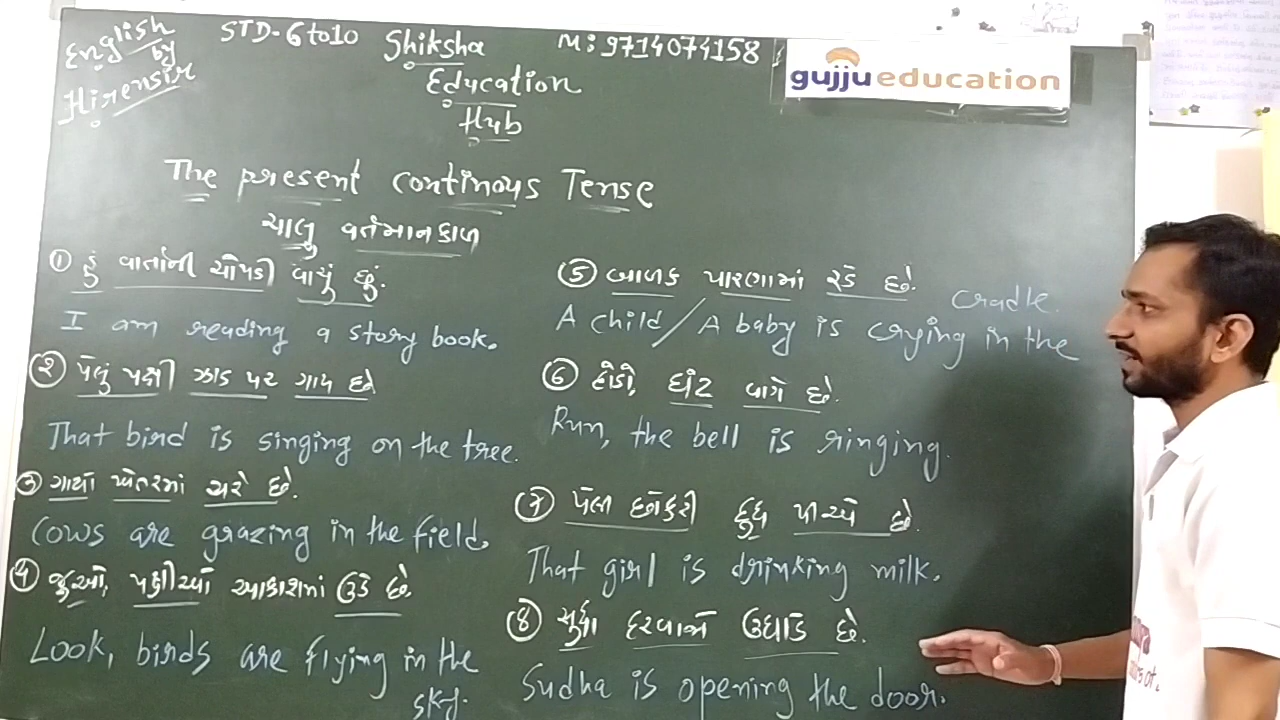 English by Hirensir
STD-6 to 10
Shiksha
Education
Hub
M: 9714074158
gujju education
The present continous Tense
ચાલુ વર્તમાનકાળ
① હું વાર્તાની ચોપડી વાચું છું.
I am reading a story book.
② પેલું પક્ષી ઝાડ પર ગાય છે
That bird is singing on the tree.
③ ગાયો ખેતરમાં ચરે છે.
Cows are grazing in the field.
④ જુઓ, પક્ષીઓ આકાશમાં ઉડે છે.
Look, birds are flying in the
sky.
⑤ બાળક પારણામાં રડે છે.
A child / A baby is crying in the
cradle.
⑥ દોડો, ઘંટ વાગે છે.
Run, the bell is ringing.
⑦ પેલી છોકરી દુધ પીએ છે.
That girl is drinking milk.
⑧ સુધા દરવાજો ઉઘાડે છે.
Sudha is opening the door.